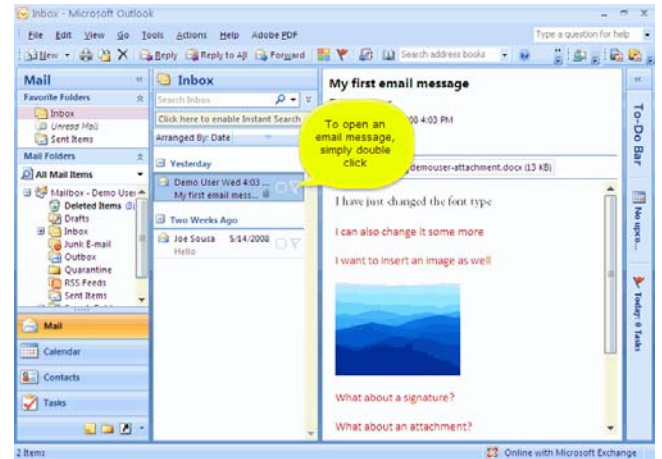 Inbox - Microsoft Outlook
File Edit View Go Tools Actions Help Adobe PDF
Type a question for help
New Reply Reply to All Forward Search address books
Mail
Favorite Folders
Inbox
Unread Mail
Sent Items
Mail Folders
All Mail Items
Mailbox - Demo User
Deleted Items
Drafts
Inbox
Junk E-mail
Outbox
Quarantine
RSS Feeds
Sent Items
Mail
Calendar
Contacts
Tasks
2 Items
Inbox
Search Inbox
Click here to enable Instant Search
Arranged By: Date
Yesterday
Demo User Wed 4:03 ...
My first email mess...
Two Weeks Ago
Joe Sousa 5/14/2008
Hello
My first email message
4:03 PM
To open an
email message,
simply double
click
demouser-attachment.docx (13 KB)
I have just changed the font type
I can also change it some more
I want to insert an image as well
What about a signature?
What about an attachment?
To-Do Bar
No upco...
Today: 0 Tasks
Online with Microsoft Exchange